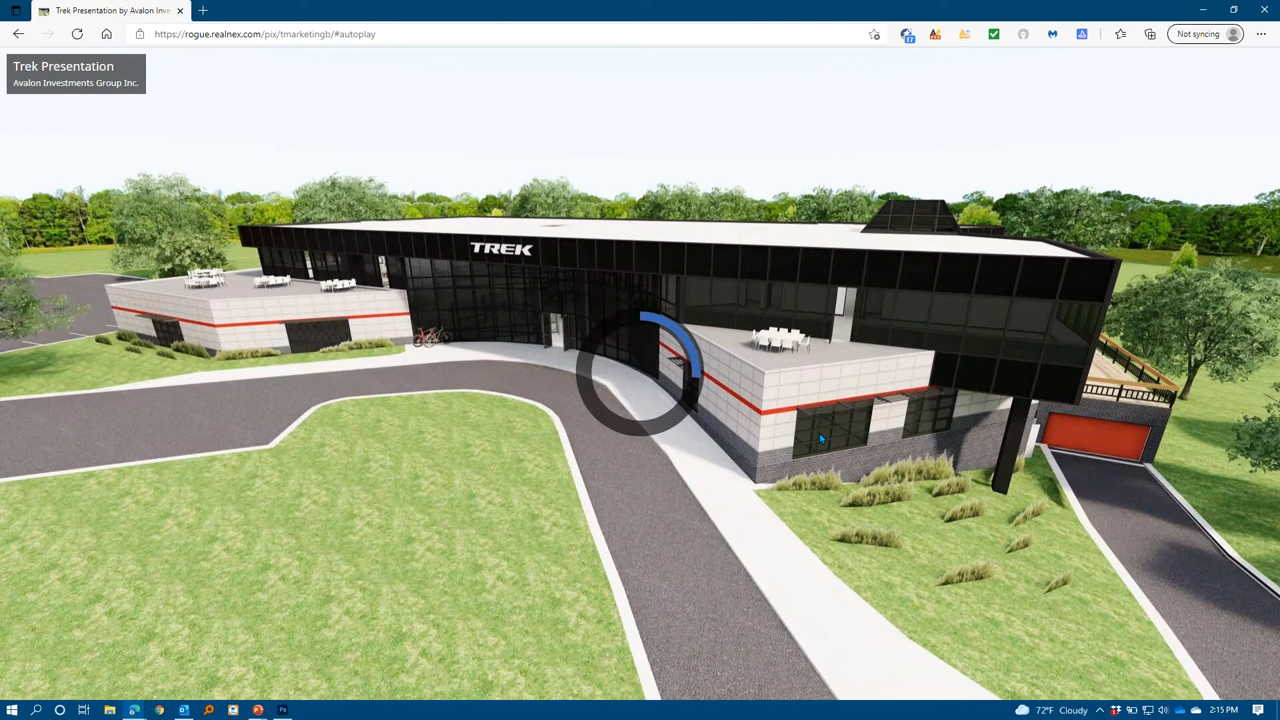 Trek Presentation by Avalon Inve
https://rogue.realnex.com/pix/tmarketingb/#autoplay
17
Not syncing
Trek Presentation
Avalon Investments Group Inc.
TREK
72°F Cloudy
2:15 PM